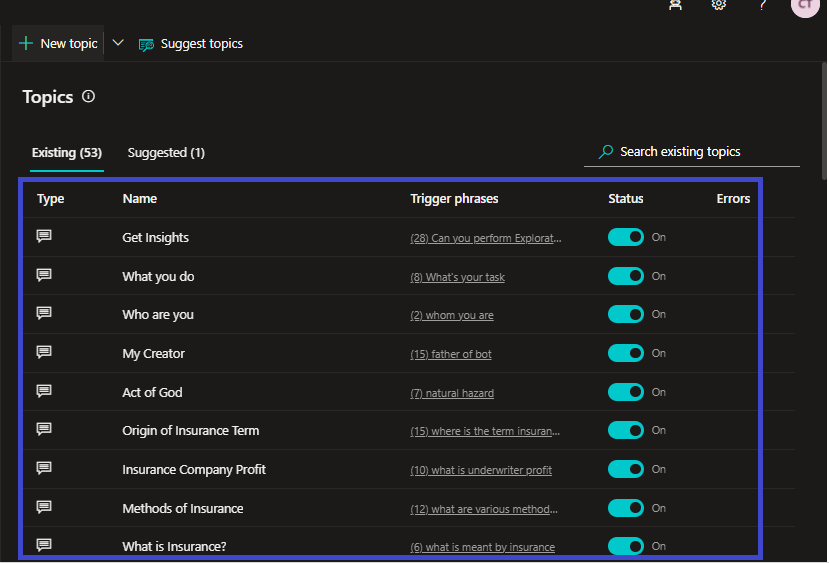 ?
CT
New topic
Suggest topics
Topics
Existing (53) Suggested (1) Search existing topics
Type Name Trigger phrases Status Errors
Get Insights (28) Can you perform Explorat... On
What you do (8) What's your task On
Who are you (2) whom you are On
My Creator (15) father of bot On
Act of God (7) natural hazard On
Origin of Insurance Term (15) where is the term insuran... On
Insurance Company Profit (10) what is underwriter profit On
Methods of Insurance (12) what are various method... On
What is Insurance? (6) what is meant by insurance On